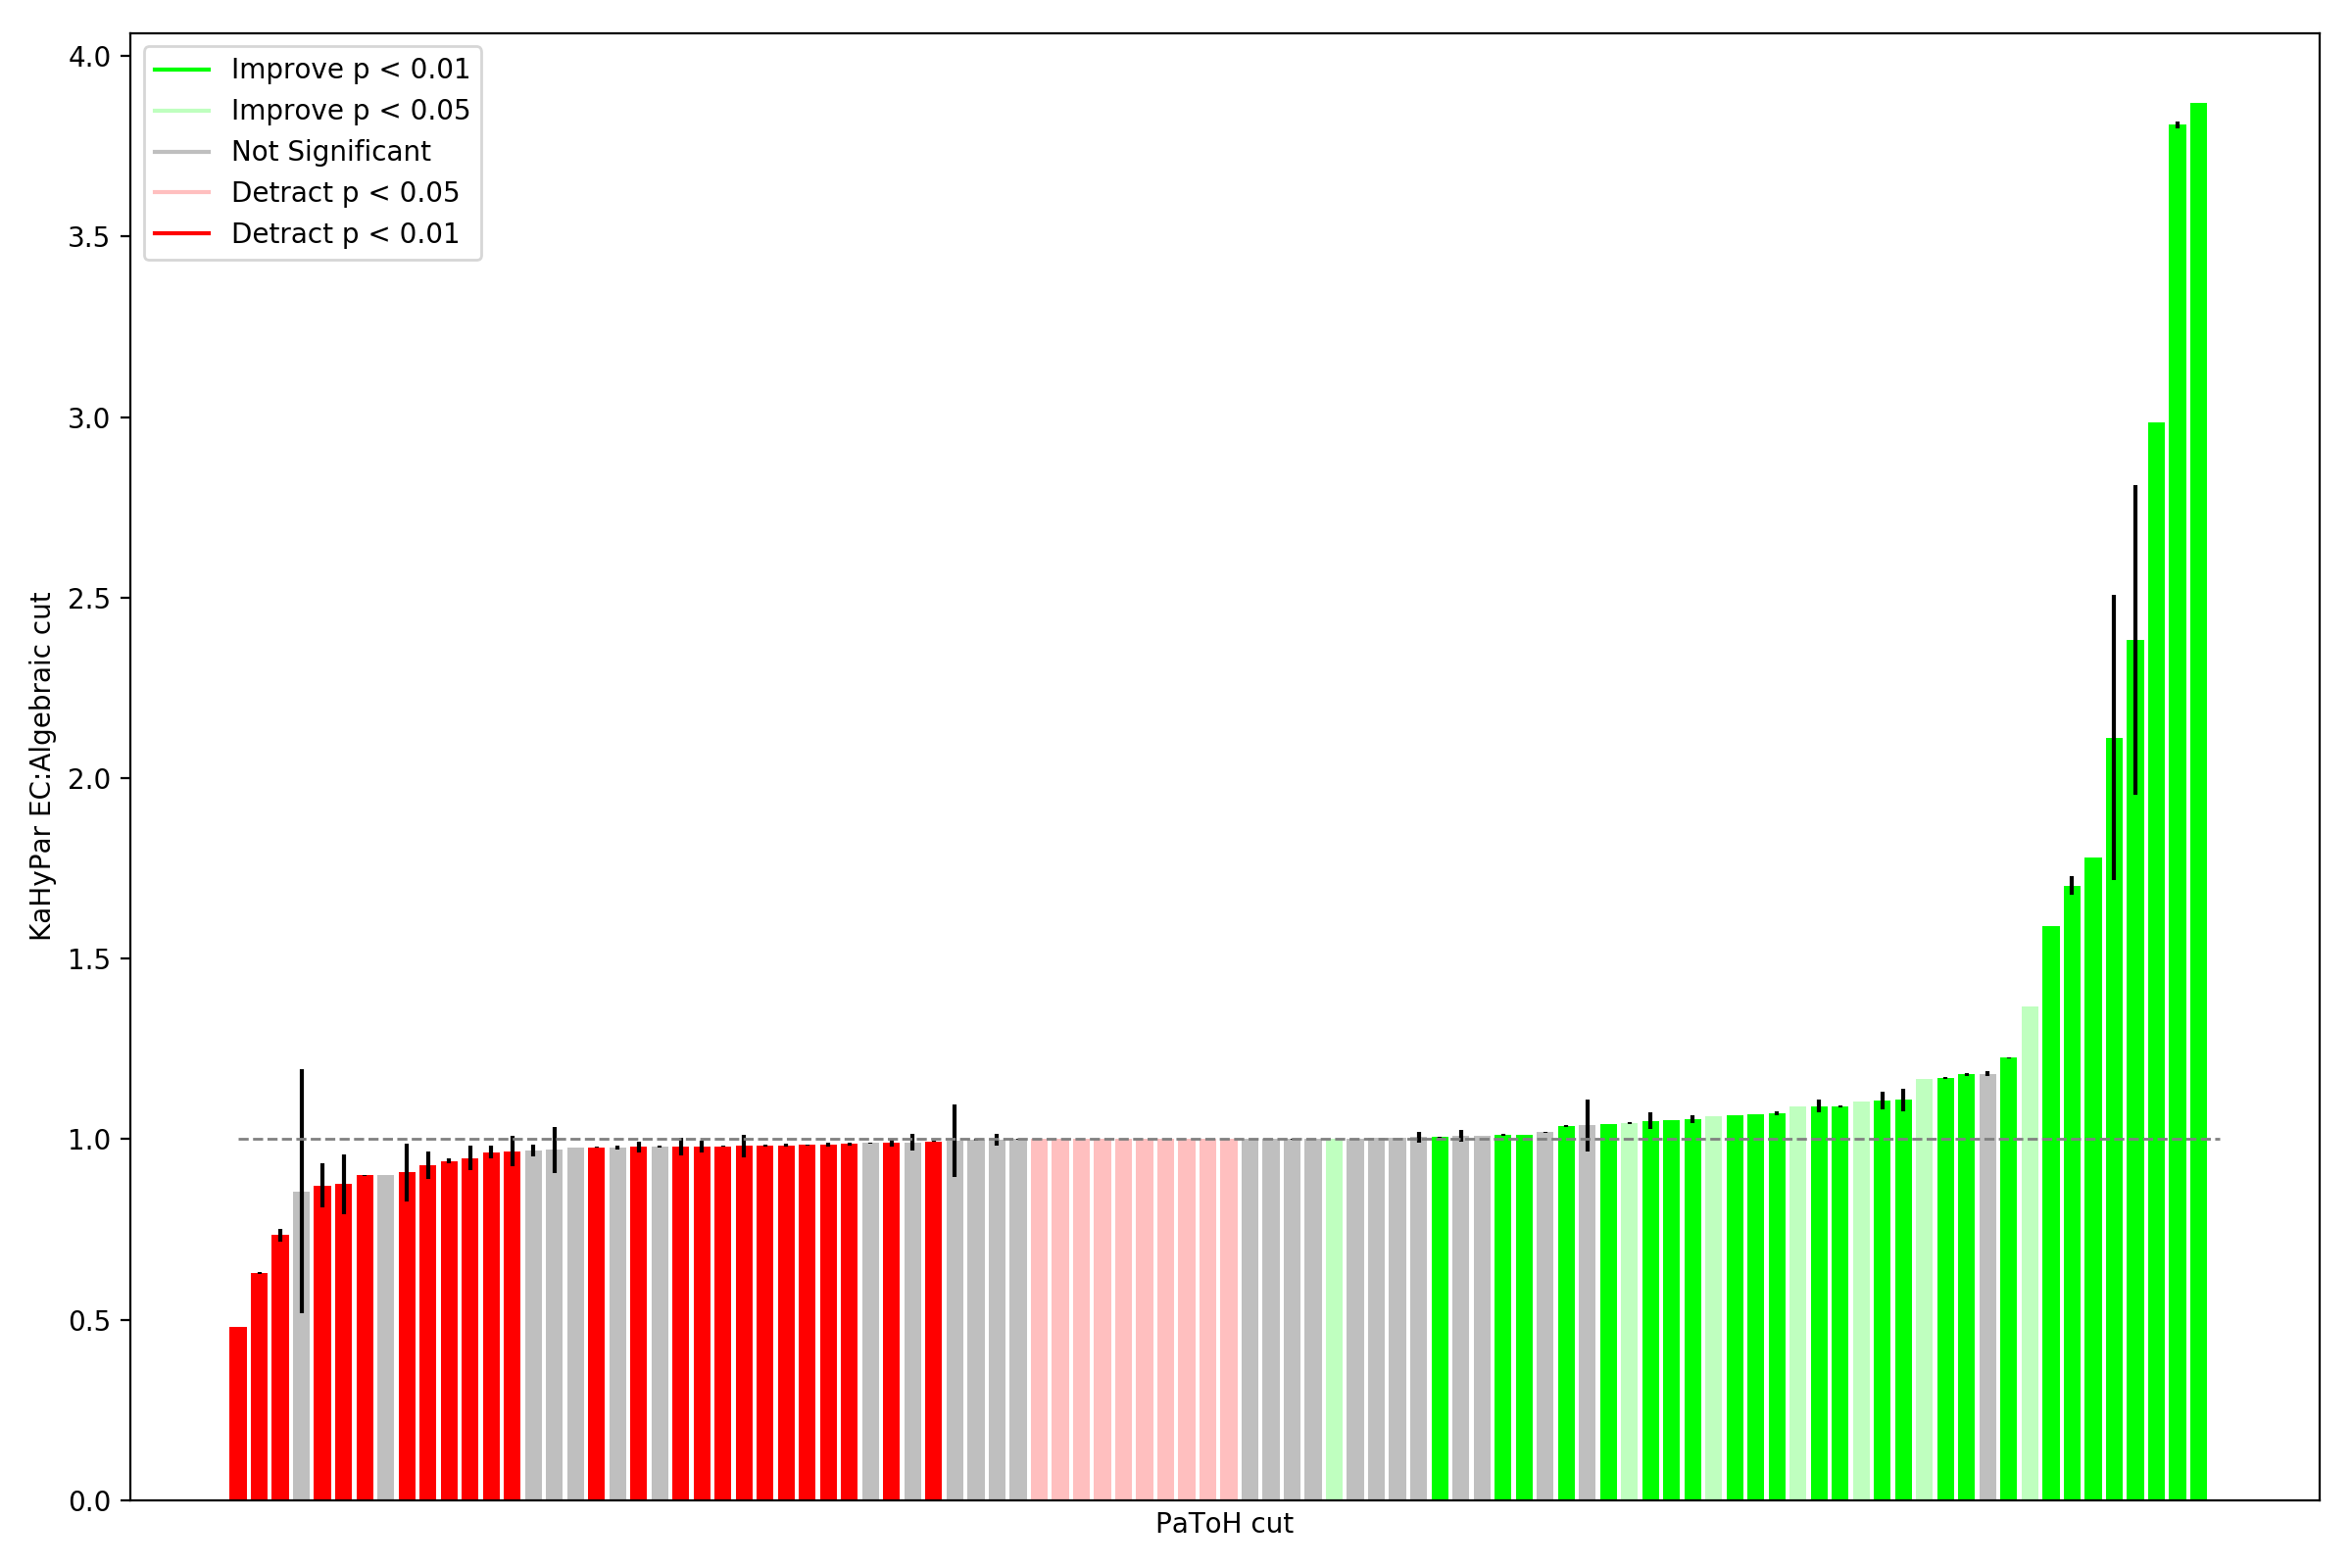 4.0
3.5
3.0
2.5
2.0
1.5
1.0
0.5
0.0
KaHyPar EC:Algebraic cut
Improve p < 0.01
Improve p < 0.05
Not Significant
Detract p < 0.05
Detract p < 0.01
PaToH cut